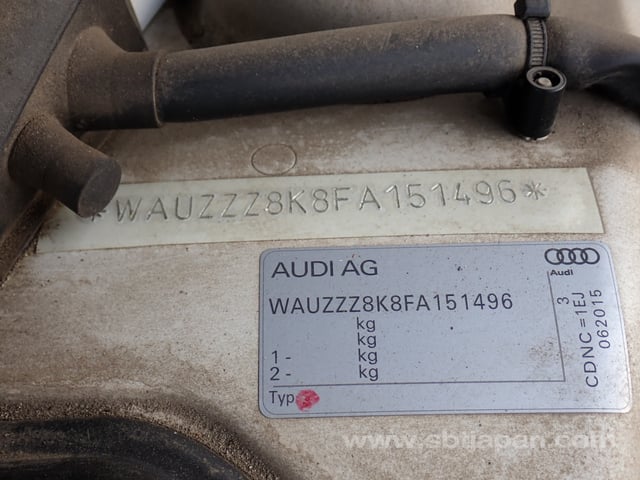 *WAUZZZ8K8FA151496*
AUDI AG
Audi
WAUZZZ8K8FA151496
kg
kg
1- kg
2- kg
Typ
3
CDNC =1EJ
062015
www.sbtjapan.com